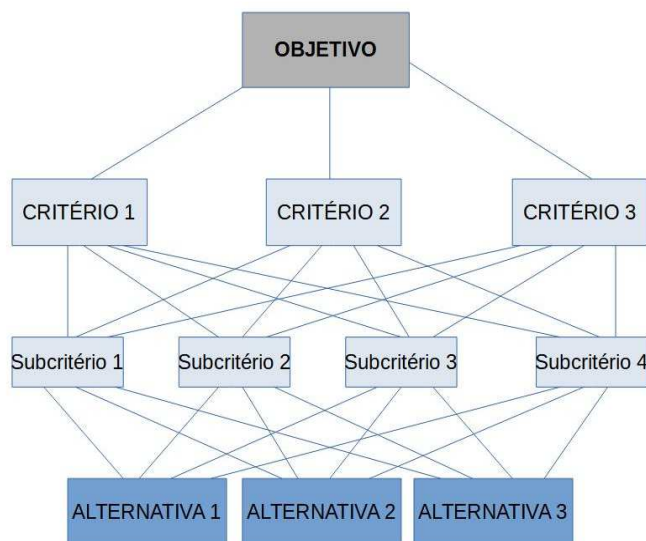 OBJETIVO
CRITÉRIO 1
CRITÉRIO 2
CRITÉRIO 3
Subcritério 1
Subcritério 2
Subcritério 3
Subcritério 4
ALTERNATIVA 1
ALTERNATIVA 2
ALTERNATIVA 3